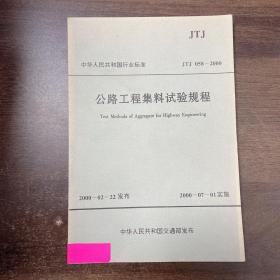 JTJ
中华人民共和国行业标准 JTJ 058-2000
公路工程集料试验规程
Test Methods of Aggregate for Highway Engineering
2000-02-22 发布 2000-07-01 实施
中华人民共和国交通部发布